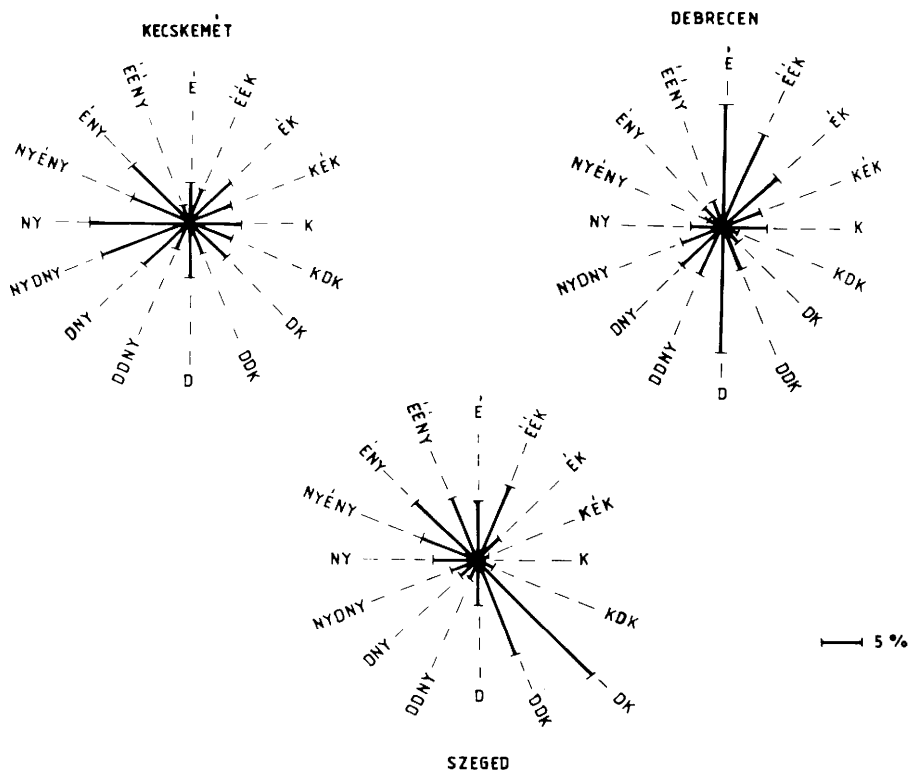 KECSKEMÉT
É
ÉÉK
ÉK
KÉK
K
KDK
DK
DDK
D
DDNY
DNY
NYDNY
NY
NYÉNY
ÉNY
ÉÉNY
DEBRECEN
É
ÉÉK
ÉK
KÉK
K
KDK
DK
DDK
D
DDNY
DNY
NYDNY
NY
NYÉNY
ÉNY
ÉÉNY
É
ÉÉK
ÉK
KÉK
K
KDK
DK
DDK
D
DDNY
DNY
NYDNY
NY
NYÉNY
ÉNY
ÉÉNY
5 %
SZEGED